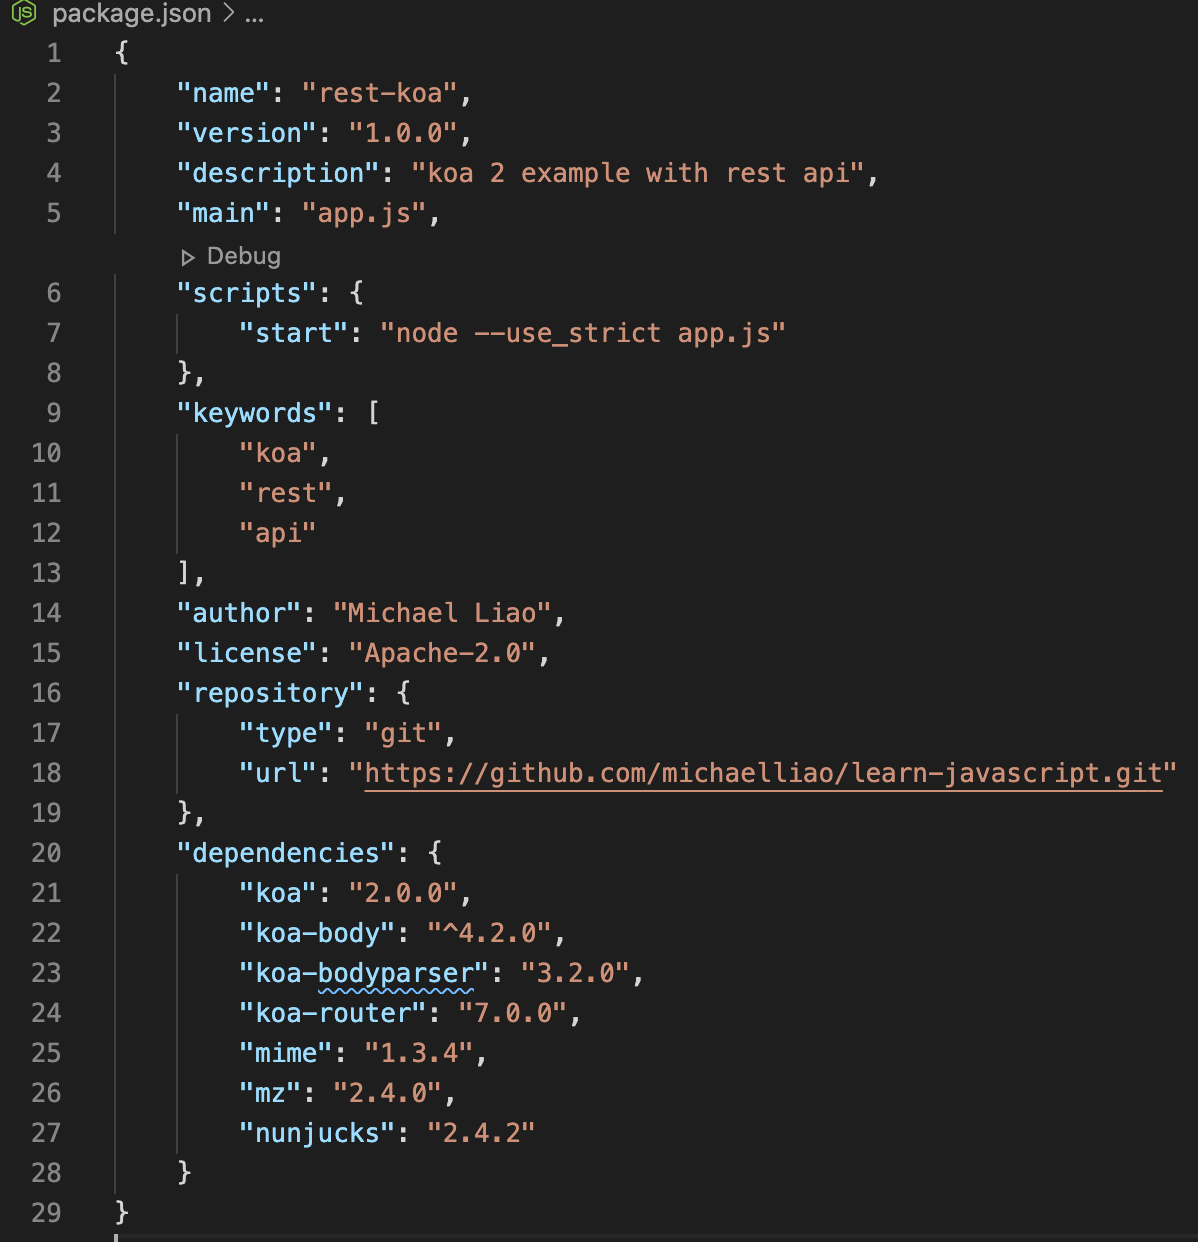 package.json > ...
1 {
2 "name": "rest-koa",
3 "version": "1.0.0",
4 "description": "koa 2 example with rest api",
5 "main": "app.js",
Debug
6 "scripts": {
7 "start": "node --use_strict app.js"
8 },
9 "keywords": [
10 "koa",
11 "rest",
12 "api"
13 ],
14 "author": "Michael Liao",
15 "license": "Apache-2.0",
16 "repository": {
17 "type": "git",
18 "url": "https://github.com/michaelliao/learn-javascript.git"
19 },
20 "dependencies": {
21 "koa": "2.0.0",
22 "koa-body": "^4.2.0",
23 "koa-bodyparser": "3.2.0",
24 "koa-router": "7.0.0",
25 "mime": "1.3.4",
26 "mz": "2.4.0",
27 "nunjucks": "2.4.2"
28 }
29 }